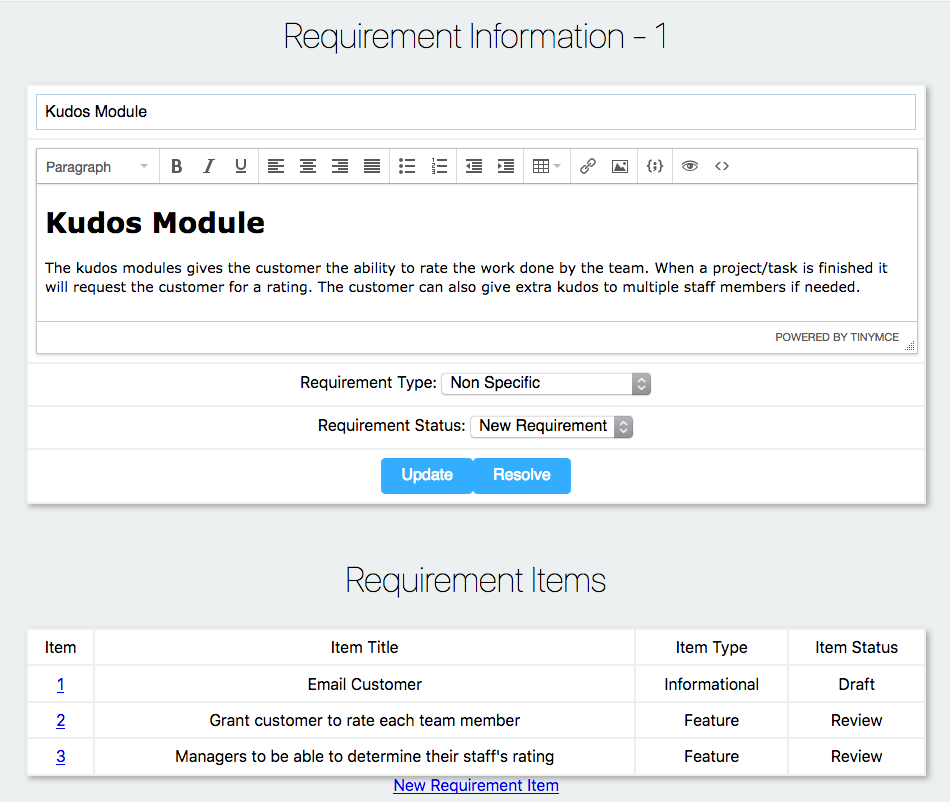 Requirement Information - 1
Kudos Module
Paragraph B I U
Kudos Module
The kudos modules gives the customer the ability to rate the work done by the team. When a project/task is finished it
will request the customer for a rating. The customer can also give extra kudos to multiple staff members if needed.
POWERED BY TINYMCE
Requirement Type: Non Specific
Requirement Status: New Requirement
Update Resolve
Requirement Items
Item Item Title Item Type Item Status
1 Email Customer Informational Draft
2 Grant customer to rate each team member Feature Review
3 Managers to be able to determine their staff's rating Feature Review
New Requirement Item